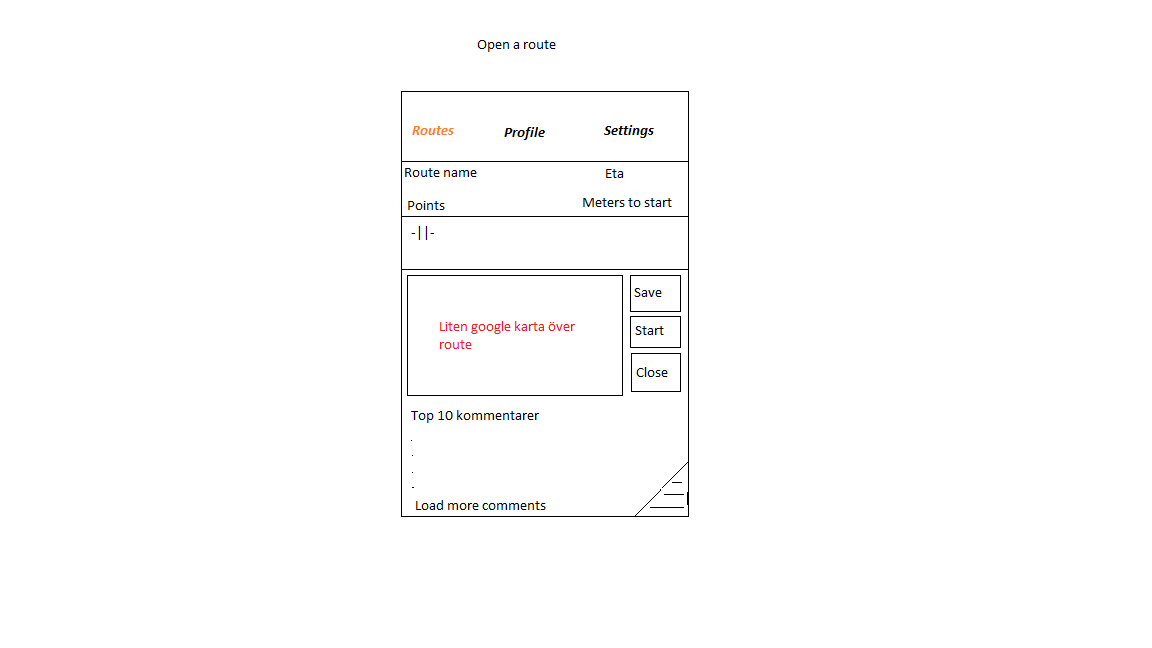 Open a route
Routes Profile Settings
Route name Eta
Points Meters to start
-||-
Save
Liten google karta över
route
Start
Close
Top 10 kommentarer
.
.
.
.
Load more comments